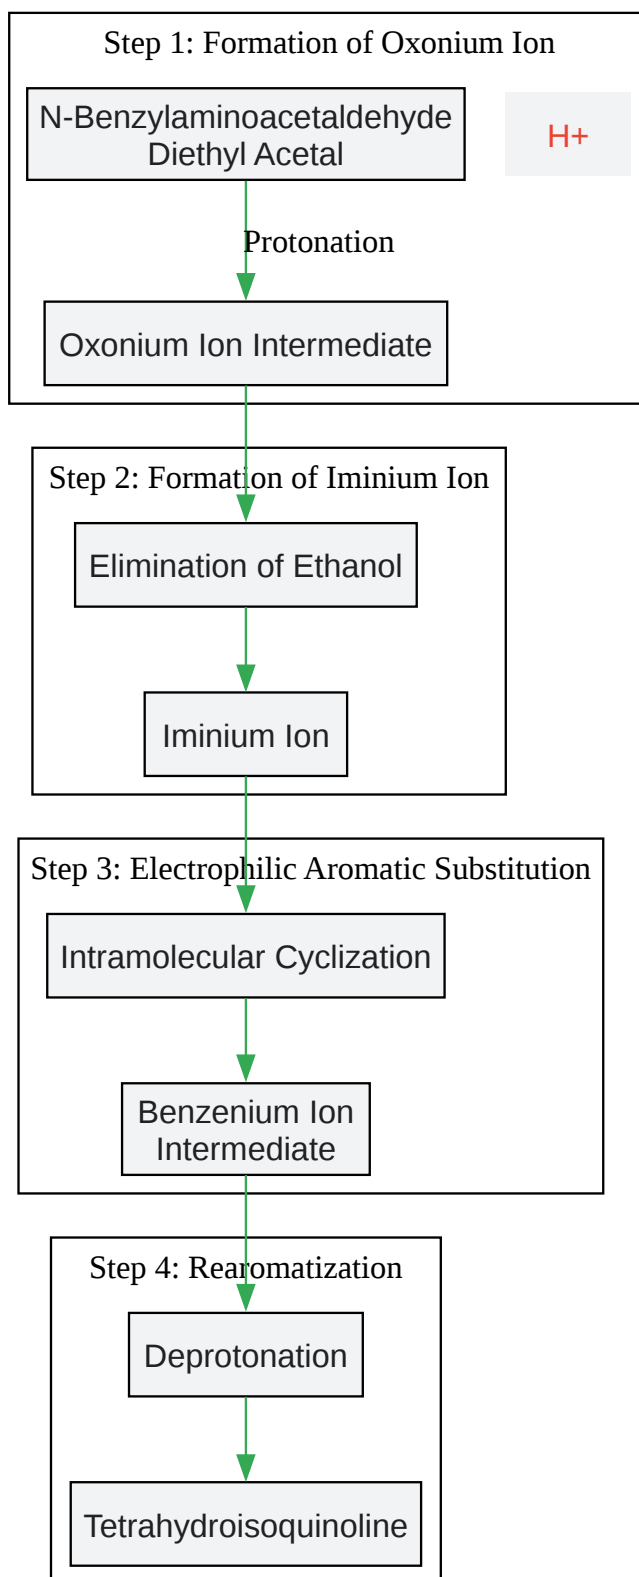 Step 1: Formation of Oxonium Ion
N-Benzylaminoacetaldehyde
Diethyl Acetal
H+
Protonation
Oxonium Ion Intermediate
Step 2: Formation of Iminium Ion
Elimination of Ethanol
Iminium Ion
Step 3: Electrophilic Aromatic Substitution
Intramolecular Cyclization
Benzenium Ion
Intermediate
Step 4: Rearomatization
Deprotonation
Tetrahydroisoquinoline